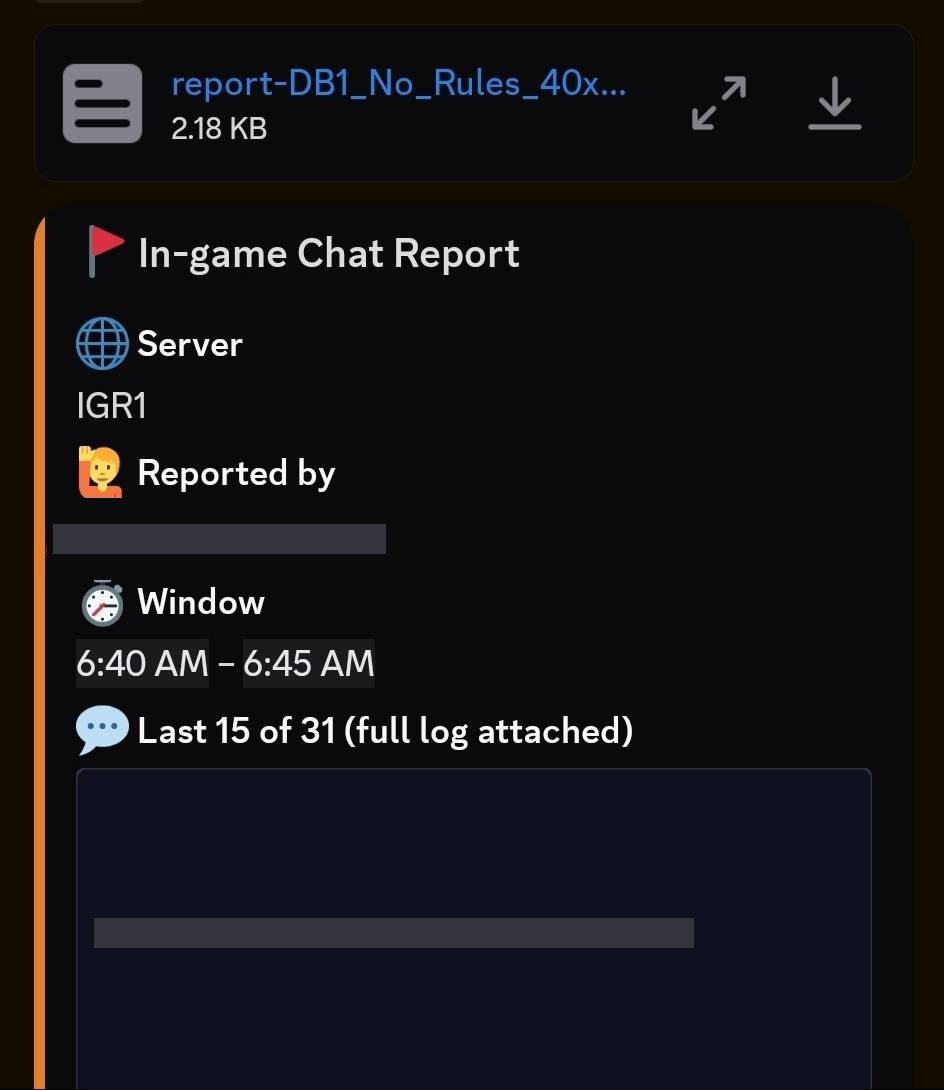 report-DB1_No_Rules_40x...
2.18 KB
In-game Chat Report
Server
IGR1
Reported by
Window
6:40 AM – 6:45 AM
Last 15 of 31 (full log attached)